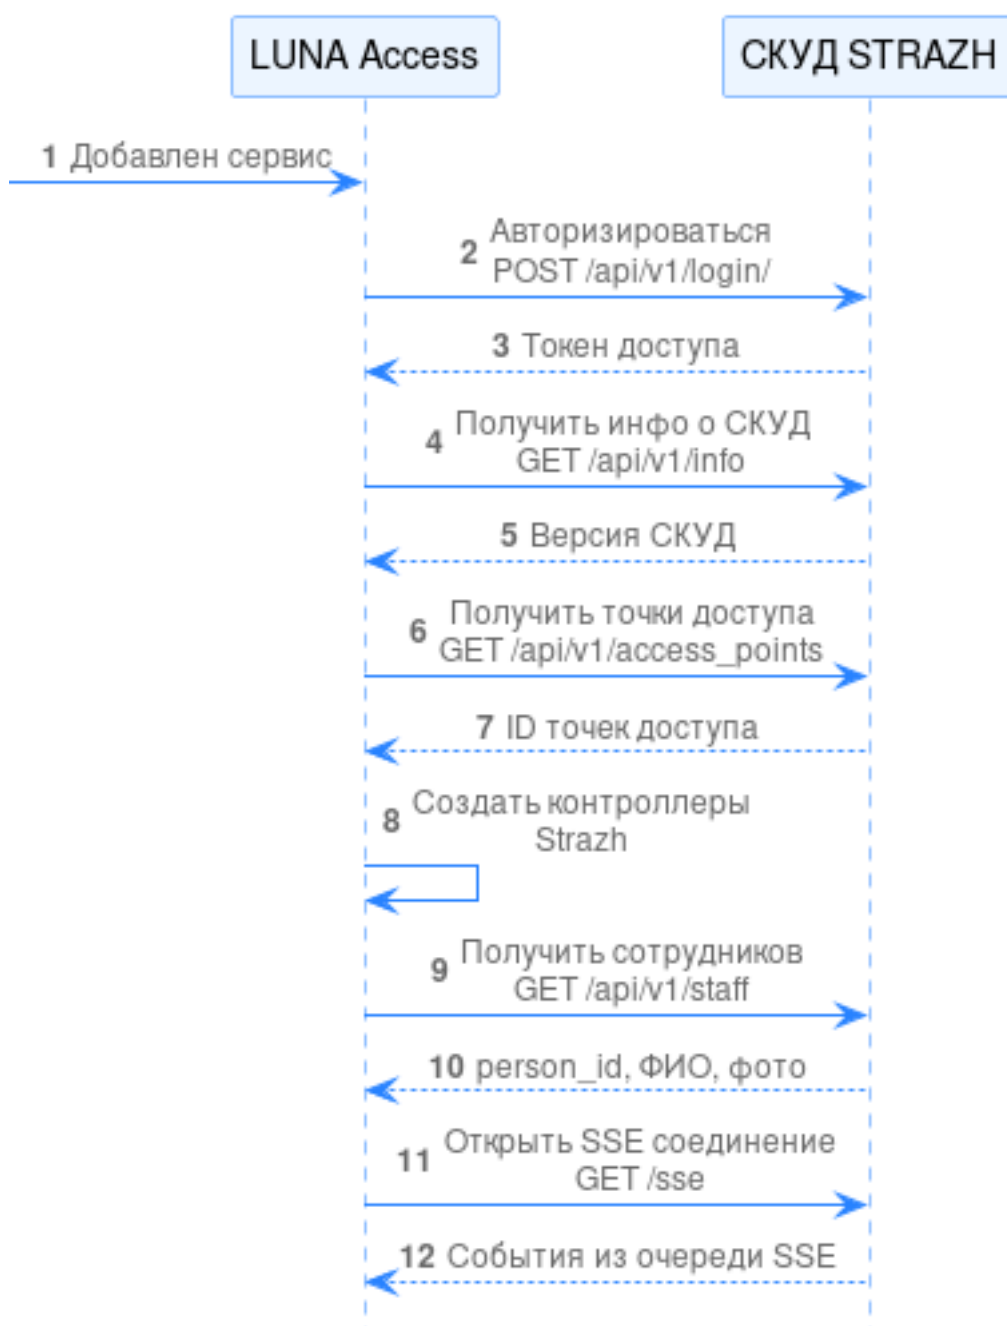 LUNA Access
СКУД STRAZH
1 Добавлен сервис
2 Авторизироваться
POST /api/v1/login/
3 Токен доступа
4 Получить инфо о СКУД
GET /api/v1/info
5 Версия СКУД
6 Получить точки доступа
GET /api/v1/access_points
7 ID точек доступа
8 Создать контроллеры
Strazh
9 Получить сотрудников
GET /api/v1/staff
10 person_id, ФИО, фото
11 Открыть SSE соединение
GET /sse
12 События из очереди SSE